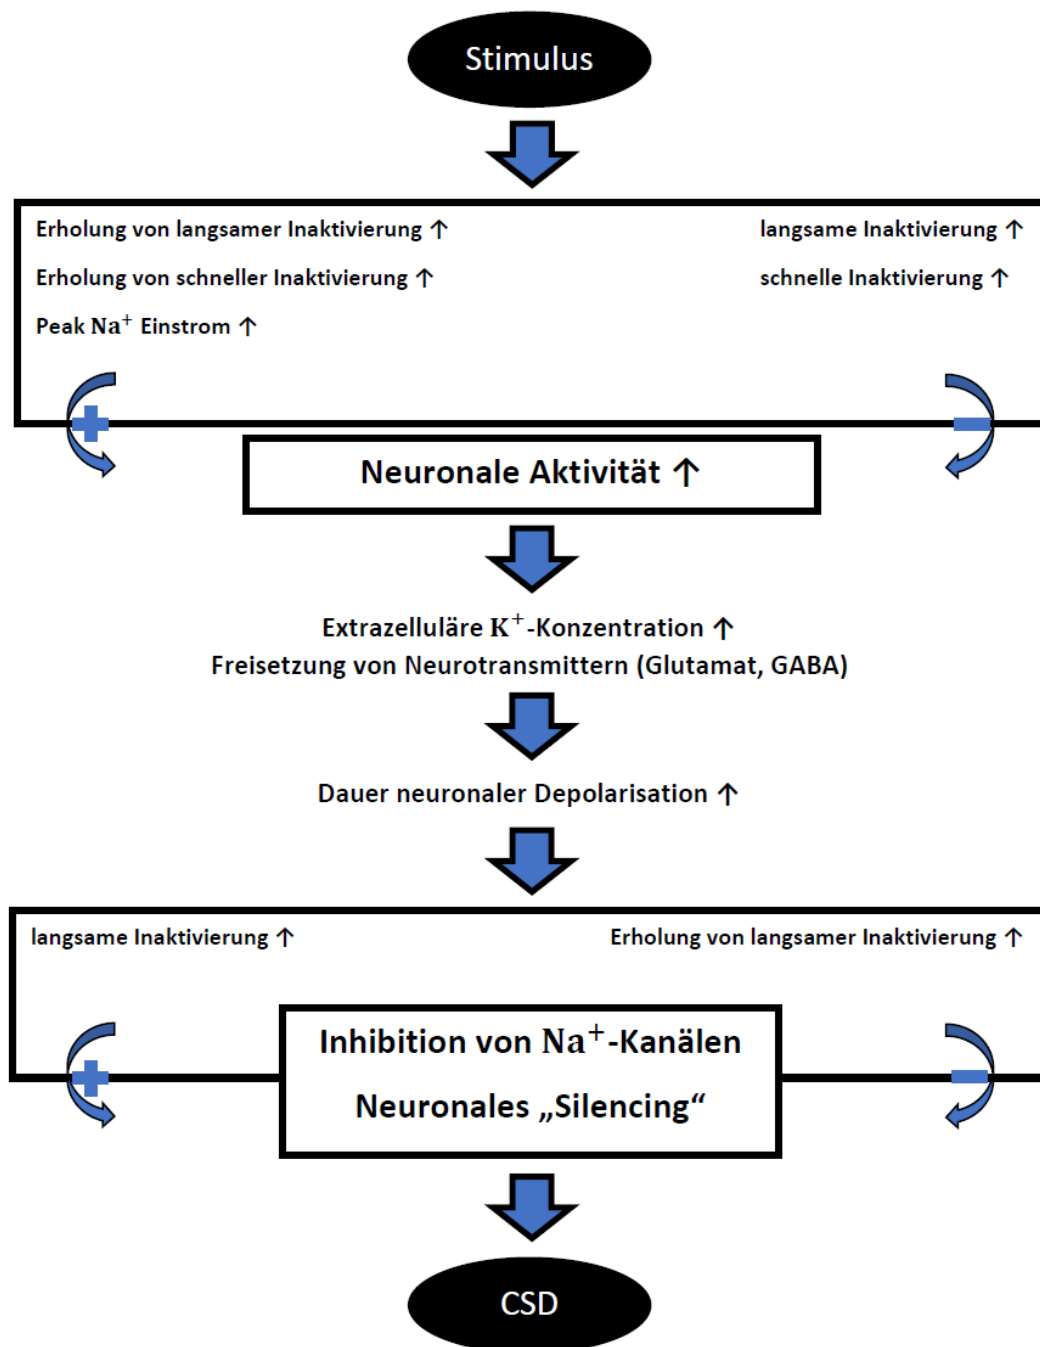 Stimulus
Erholung von langsamer Inaktivierung ↑
langsame Inaktivierung ↑
Erholung von schneller Inaktivierung ↑
schnelle Inaktivierung ↑
Peak Na⁺ Einstrom ↑
Neuronale Aktivität ↑
Extrazelluläre K⁺-Konzentration ↑
Freisetzung von Neurotransmittern (Glutamat, GABA)
Dauer neuronaler Depolarisation ↑
langsame Inaktivierung ↑
Erholung von langsamer Inaktivierung ↑
Inhibition von Na⁺-Kanälen
Neuronales „Silencing“
CSD